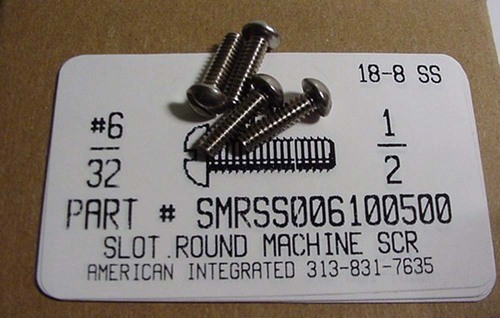 18-8 SS
#6
32
1
2
PART # SMRSS006100500
SLOT.ROUND MACHINE SCR
AMERICAN INTEGRATED 313-831-7635